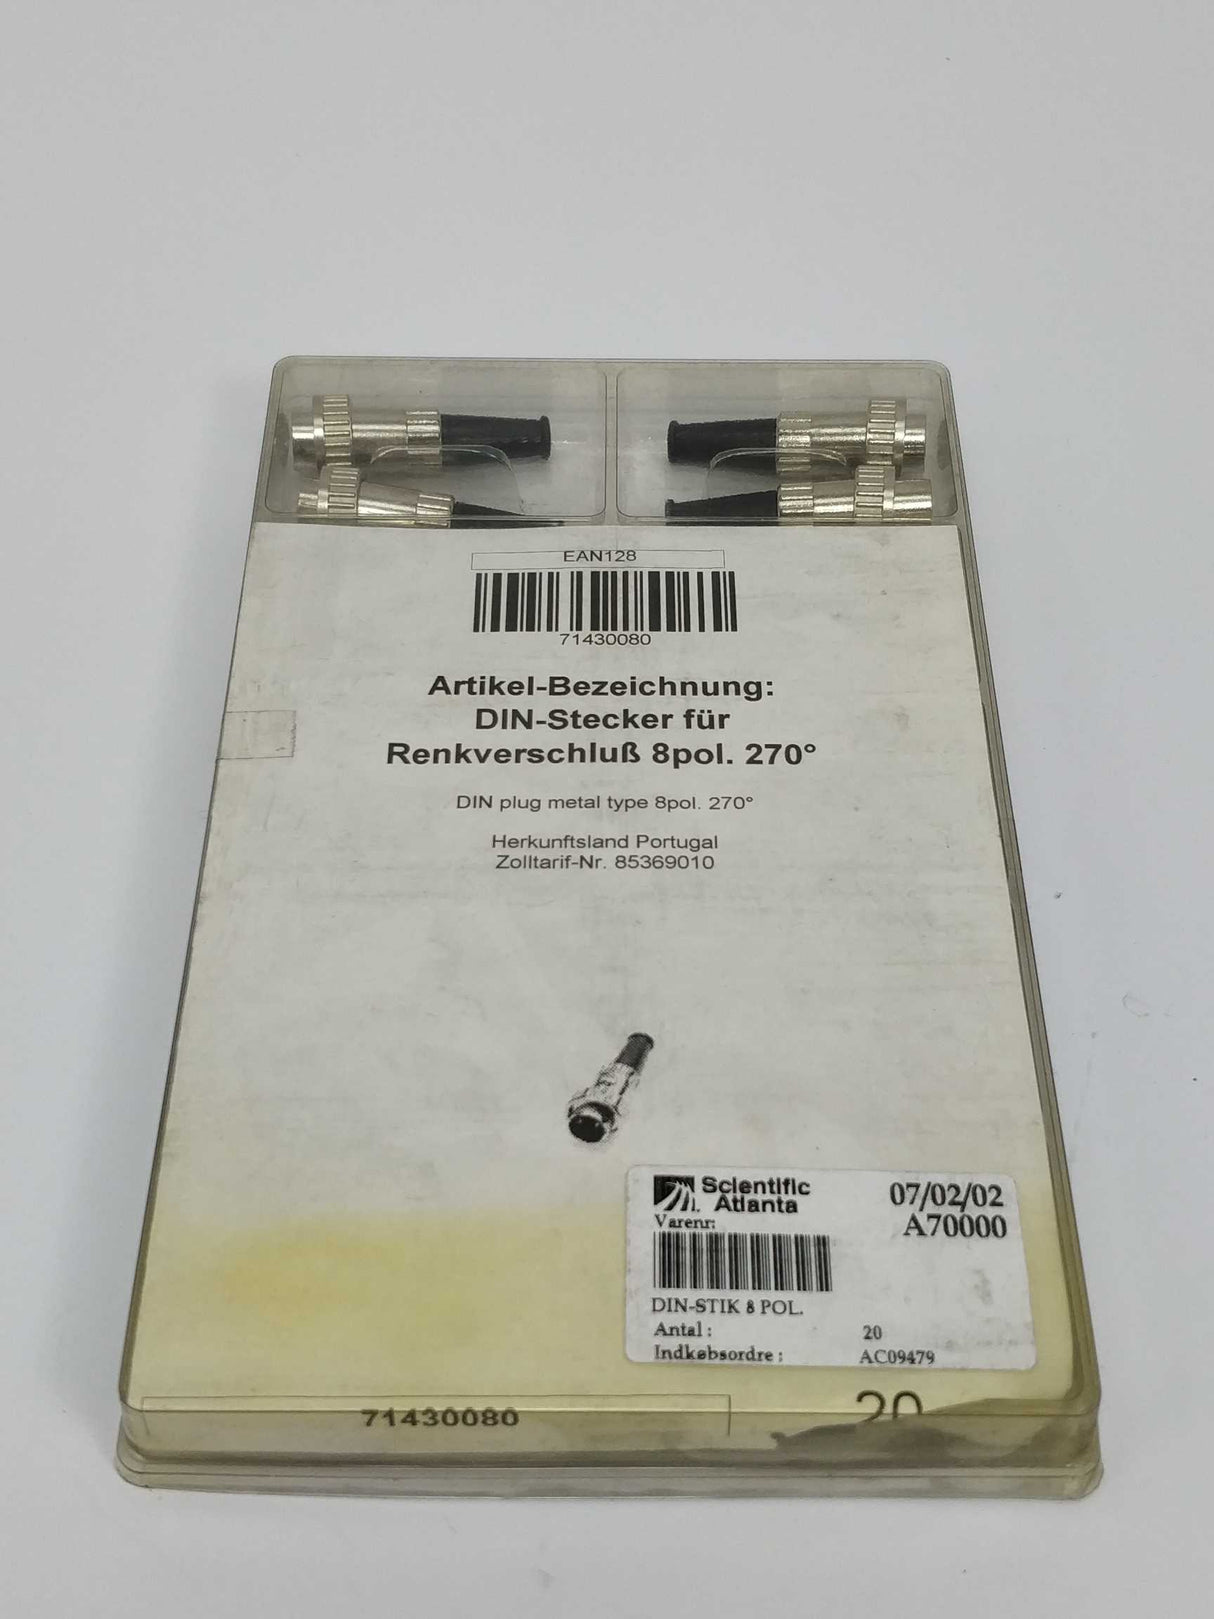 EAN128
71430080
Artikel-Bezeichnung:
DIN-Stecker für
Renkverschluß 8pol. 270°
DIN plug metal type 8pol. 270°
Herkunftsland Portugal
Zolltarif-Nr. 85369010
Scientific
Atlanta
07/02/02
Varenr:
A70000
DIN-STIK 8 POL.
Antal : 20
Indkøbsordre : AC09479
71430080
20